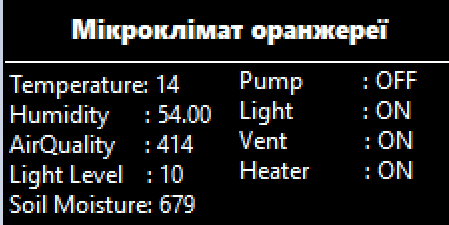 Мікроклімат оранжереї
Temperature: 14
Humidity : 54.00
AirQuality : 414
Light Level : 10
Soil Moisture: 679
Pump : OFF
Light : ON
Vent : ON
Heater : ON